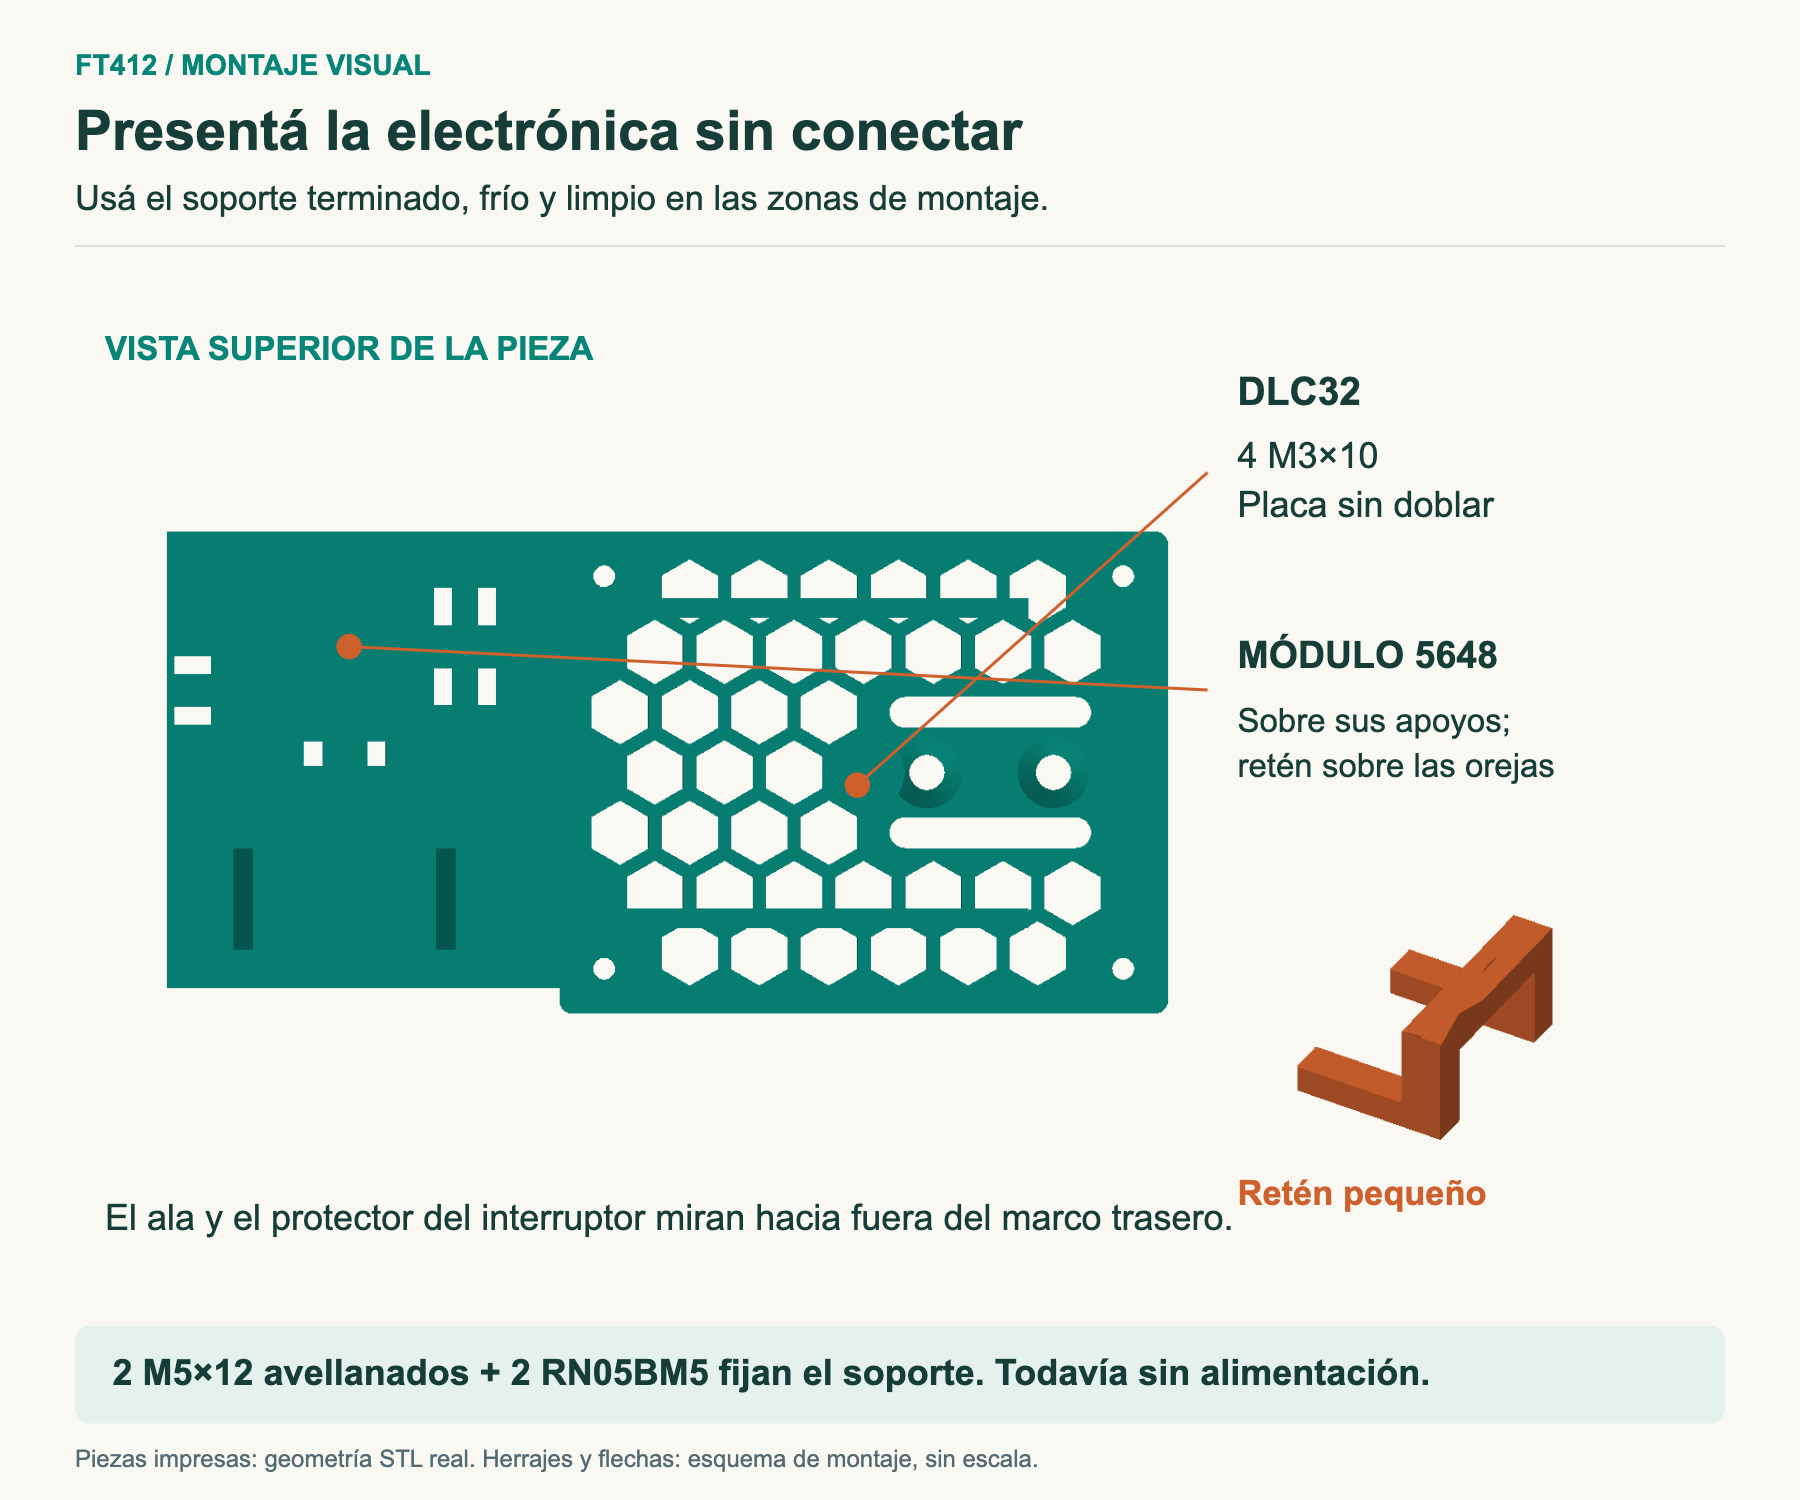 FT412 / MONTAJE VISUAL
Presentá la electrónica sin conectar
Usá el soporte terminado, frío y limpio en las zonas de montaje.
VISTA SUPERIOR DE LA PIEZA
DLC32
4 M3×10
Placa sin doblar
MÓDULO 5648
Sobre sus apoyos;
retén sobre las orejas
Retén pequeño
El ala y el protector del interruptor miran hacia fuera del marco trasero.
2 M5×12 avellanados + 2 RN05BM5 fijan el soporte. Todavía sin alimentación.
Piezas impresas: geometría STL real. Herrajes y flechas: esquema de montaje, sin escala.